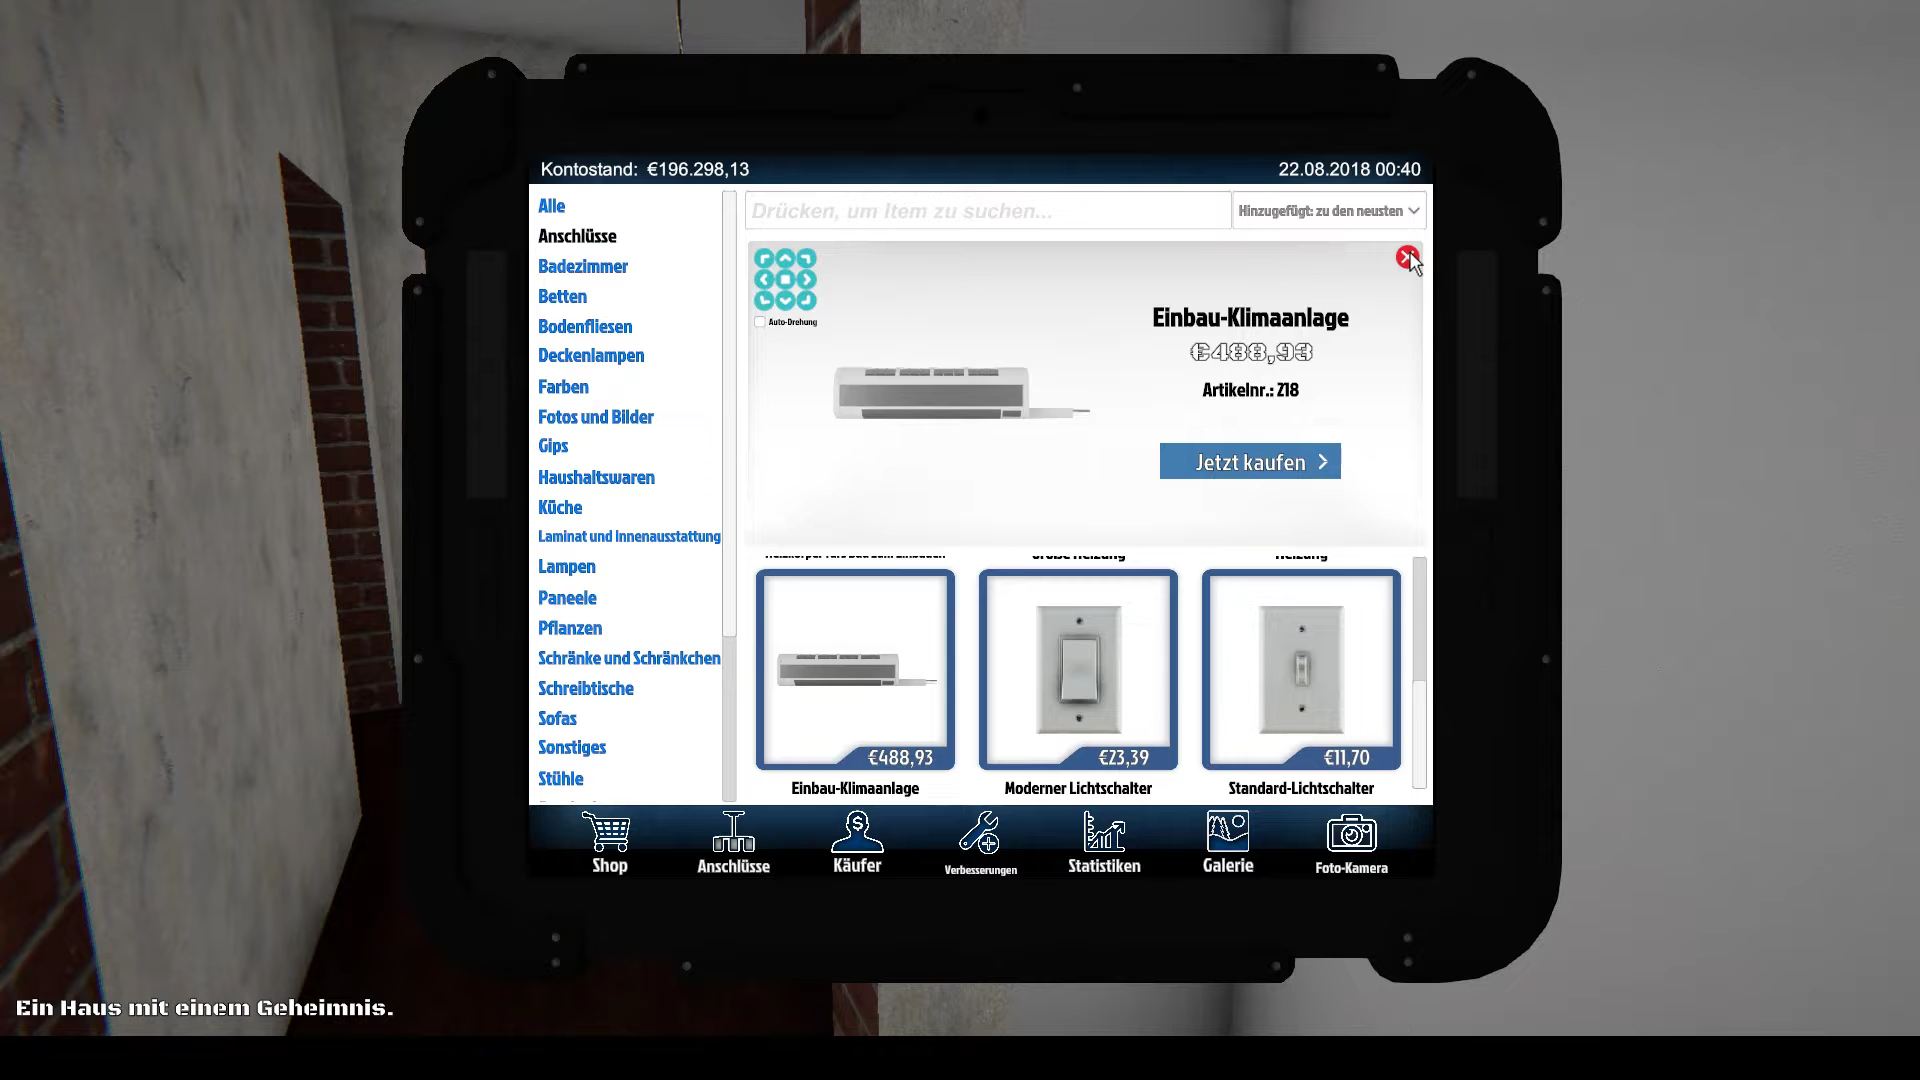 Kontostand: €196.298,13
22.08.2018 00:40
Alle
Anschlüsse
Badezimmer
Betten
Bodenfliesen
Deckenlampen
Farben
Fotos und Bilder
Gips
Haushaltswaren
Küche
Laminat und Innenausstattung
Lampen
Paneele
Pflanzen
Schränke und Schränkchen
Schreibtische
Sofas
Sonstiges
Stühle
Drücken, um Item zu suchen...
Hinzugefügt: zu den neusten
Auto-Drehung
Einbau-Klimaanlage
€488,93
Artikelnr.: Z18
Jetzt kaufen
Große Heizung
Heizung
€488,93
Einbau-Klimaanlage
€23,39
Moderner Lichtschalter
€11,70
Standard-Lichtschalter
Shop
Anschlüsse
Käufer
Verbesserungen
Statistiken
Galerie
Foto-Kamera
Ein Haus mit einem Geheimnis.